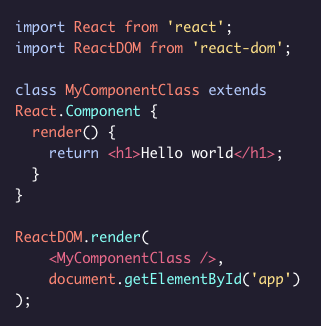 import React from 'react';
import ReactDOM from 'react-dom';

class MyComponentClass extends
React.Component {
  render() {
    return <h1>Hello world</h1>;
  }
}

ReactDOM.render(
    <MyComponentClass />,
    document.getElementById('app')
);